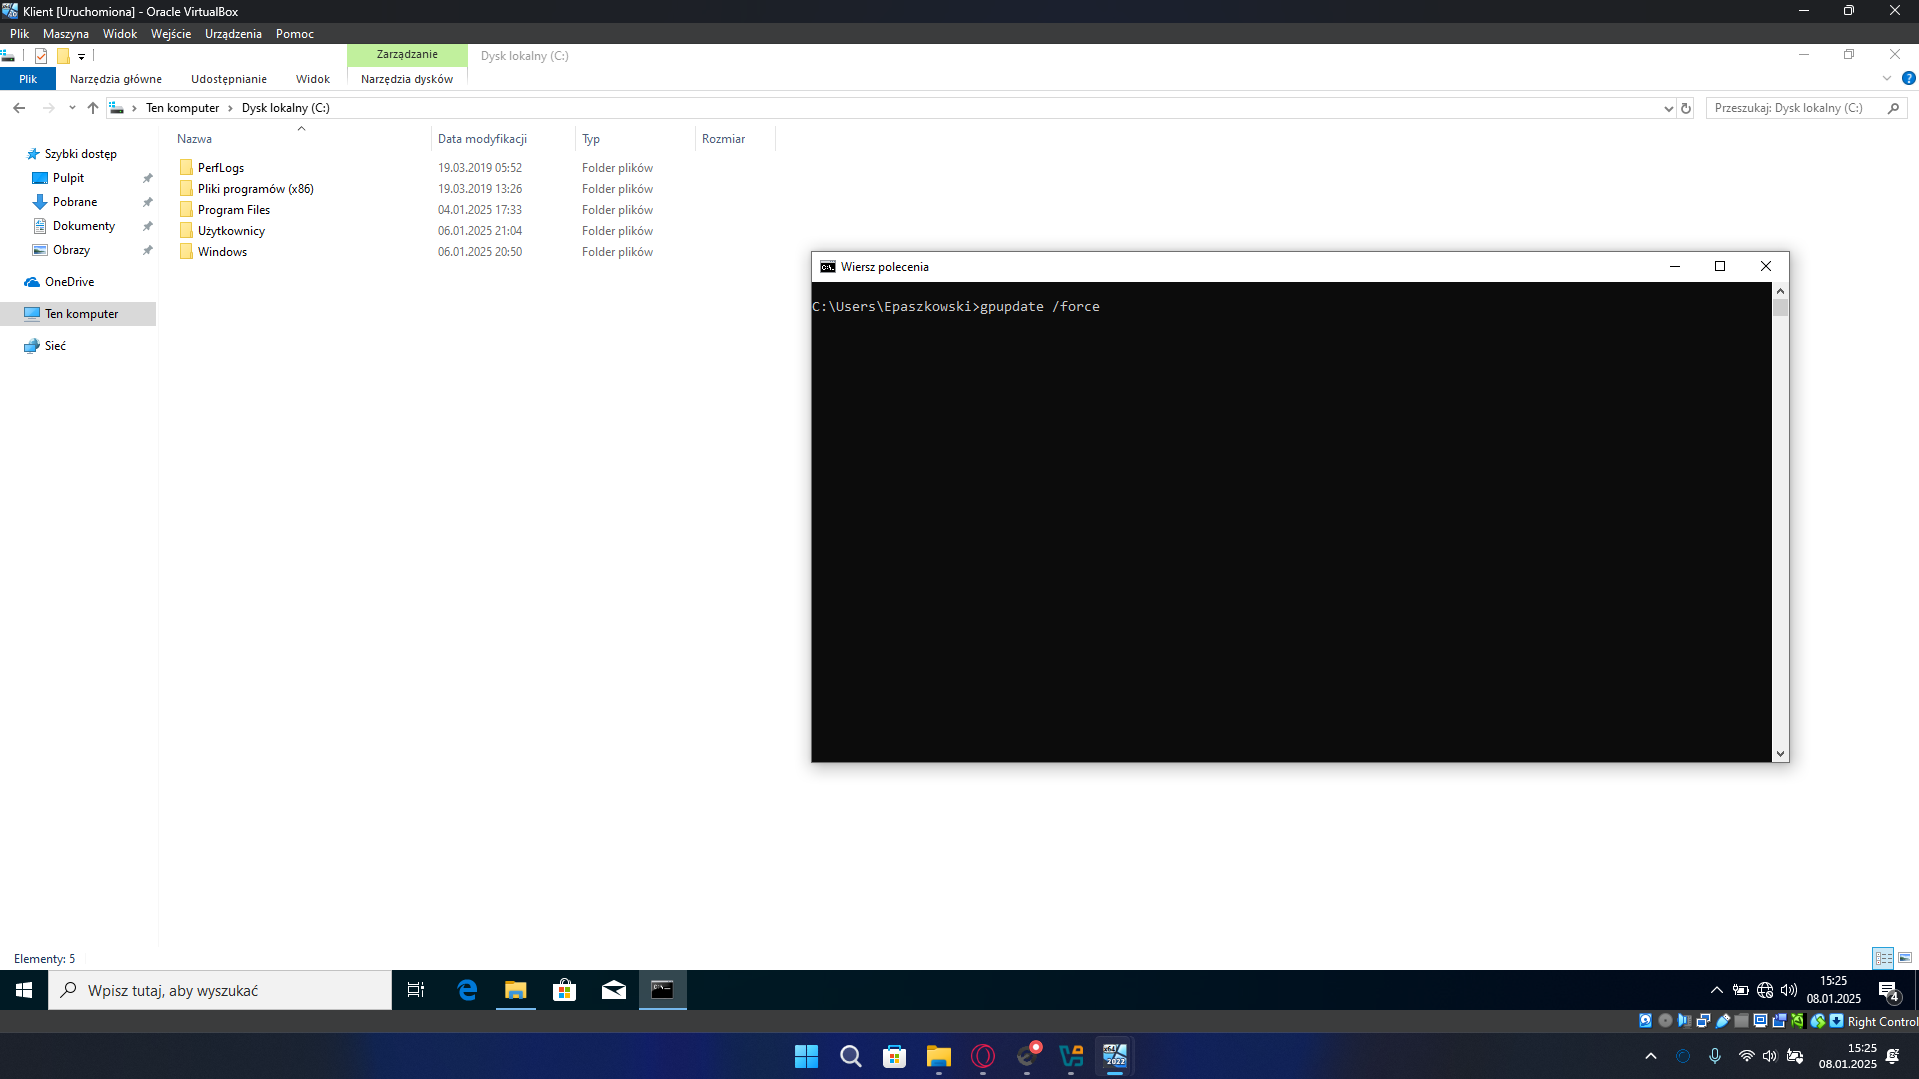 Klient [Uruchomiona] - Oracle VirtualBox
Plik Maszyna Widok Wejście Urządzenia Pomoc
Zarządzanie Dysk lokalny (C:)
Plik Narzędzia główne Udostępnianie Widok Narzędzia dysków
Ten komputer Dysk lokalny (C:) Przeszukaj: Dysk lokalny (C:)
Nazwa Data modyfikacji Typ Rozmiar
Szybki dostęp
Pulpit
Pobrane
Dokumenty
Obrazy
OneDrive
Ten komputer
Sieć
PerfLogs 19.03.2019 05:52 Folder plików
Pliki programów (x86) 19.03.2019 13:26 Folder plików
Program Files 04.01.2025 17:33 Folder plików
Użytkownicy 06.01.2025 21:04 Folder plików
Windows 06.01.2025 20:50 Folder plików
Wiersz polecenia
C:\Users\Epaszkowski>gpupdate /force
Elementy: 5
Wpisz tutaj, aby wyszukać
15:25
08.01.2025
4
Right Control
15:25
08.01.2025